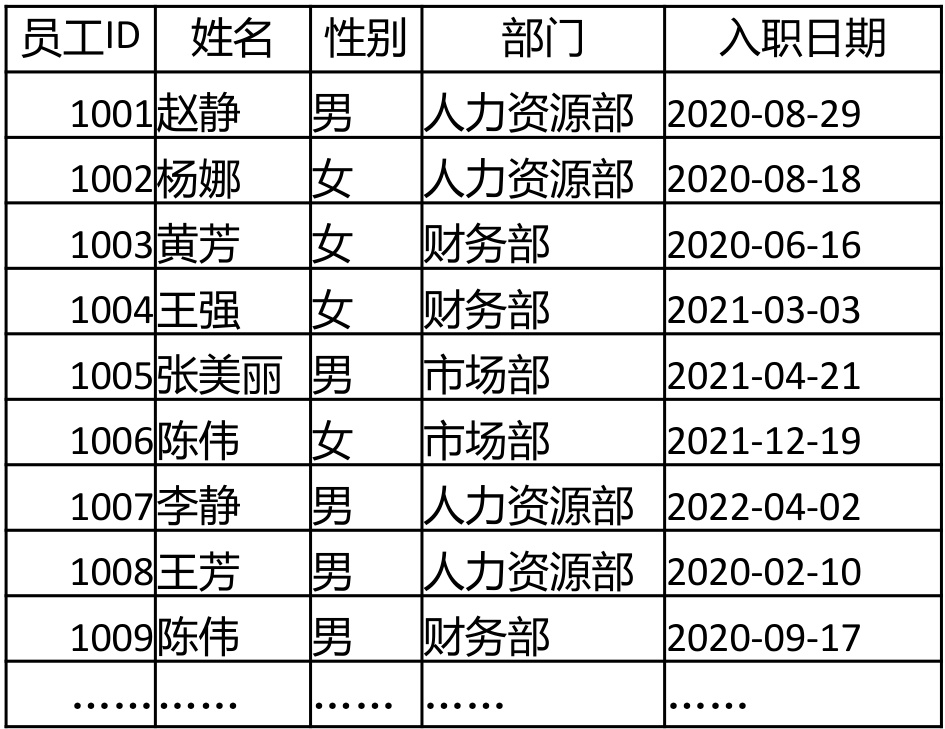 员工ID 姓名 性别 部门 入职日期
1001 赵静 男 人力资源部 2020-08-29
1002 杨娜 女 人力资源部 2020-08-18
1003 黄芳 女 财务部 2020-06-16
1004 王强 女 财务部 2021-03-03
1005 张美丽 男 市场部 2021-04-21
1006 陈伟 女 市场部 2021-12-19
1007 李静 男 人力资源部 2022-04-02
1008 王芳 男 人力资源部 2020-02-10
1009 陈伟 男 财务部 2020-09-17
…… …… …… …… ……